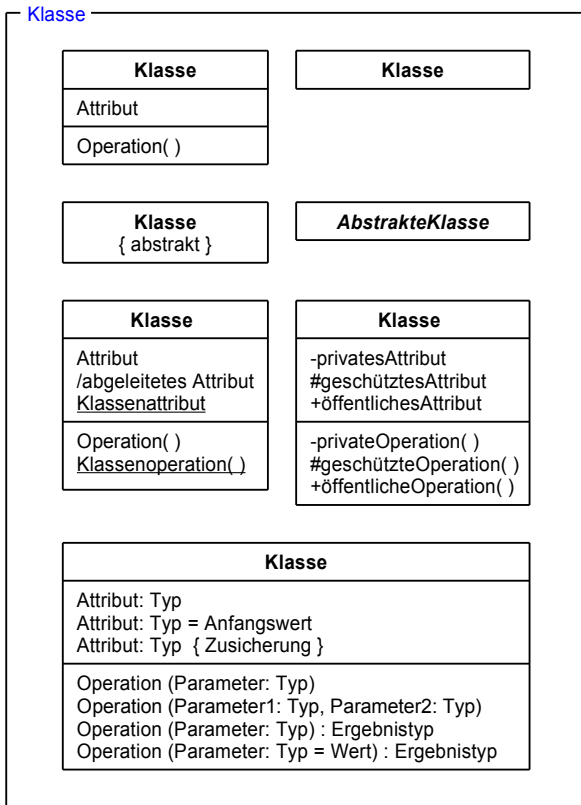 Klasse
Klasse
Attribut
Operation( )
Klasse
Klasse
{ abstrakt }
AbstrakteKlasse
Klasse
Attribut
/abgeleitetes Attribut
Klassenattribut
Operation( )
Klassenoperation( )
Klasse
-privatesAttribut
#geschütztesAttribut
+öffentlichesAttribut
-privateOperation( )
#geschützteOperation( )
+öffentlicheOperation( )
Klasse
Attribut: Typ
Attribut: Typ = Anfangswert
Attribut: Typ  { Zusicherung }
Operation (Parameter: Typ)
Operation (Parameter1: Typ, Parameter2: Typ)
Operation (Parameter: Typ) : Ergebnistyp
Operation (Parameter: Typ = Wert) : Ergebnistyp